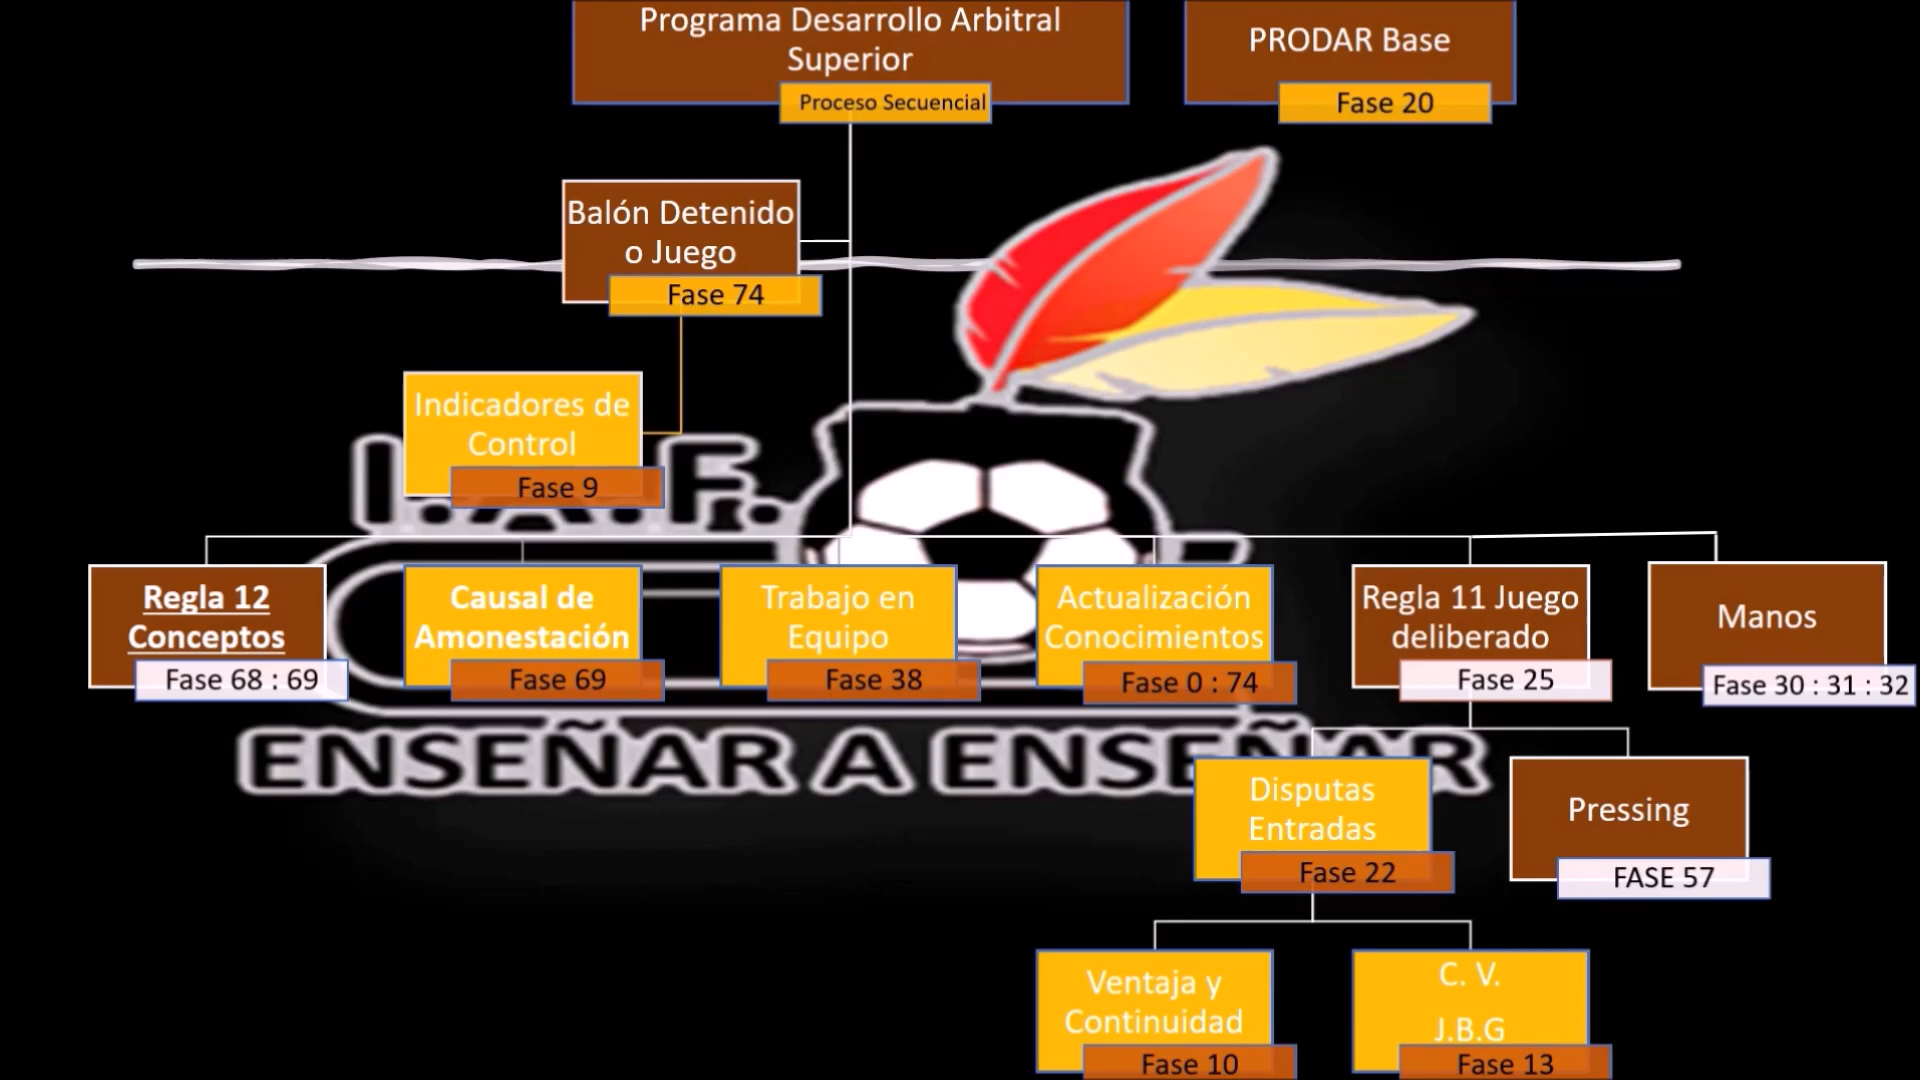 Programa Desarrollo Arbitral
Superior
Proceso Secuencial
PRODAR Base
Fase 20
Balón Detenido
o Juego
Fase 74
Indicadores de
Control
Fase 9
I.A.F.
Regla 12
Conceptos
Fase 68 : 69
Causal de
Amonestación
Fase 69
Trabajo en
Equipo
Fase 38
Actualización
Conocimientos
Fase 0 : 74
Regla 11 Juego
deliberado
Fase 25
Manos
Fase 30 : 31 : 32
ENSEÑAR A ENSEÑAR
Disputas
Entradas
Fase 22
Pressing
FASE 57
Ventaja y
Continuidad
Fase 10
C. V.
J.B.G
Fase 13